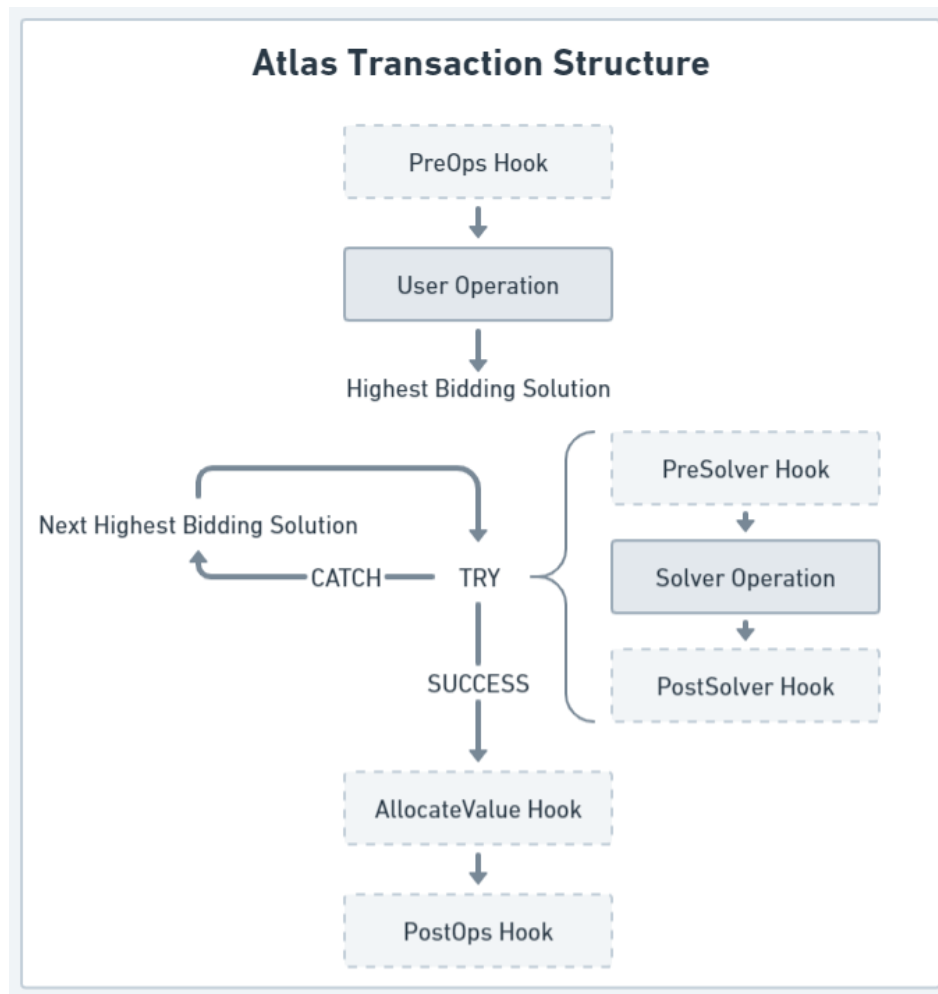 Atlas Transaction Structure
PreOps Hook
User Operation
Highest Bidding Solution
PreSolver Hook
Next Highest Bidding Solution
CATCH
TRY
Solver Operation
SUCCESS
PostSolver Hook
AllocateValue Hook
PostOps Hook